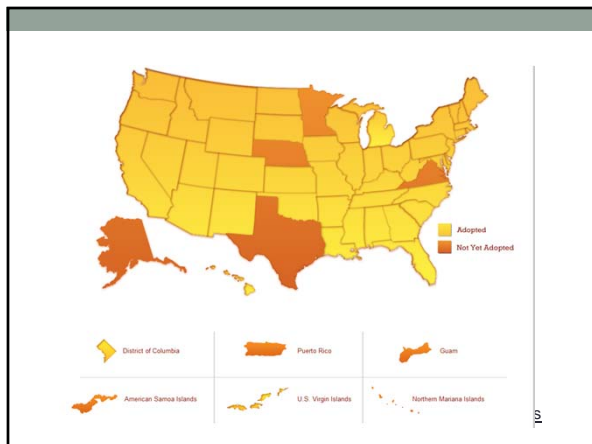 Adopted
Not Yet Adopted
District of Columbia
Puerto Rico
Guam
American Samoa Islands
U.S. Virgin Islands
Northern Mariana Islands
s